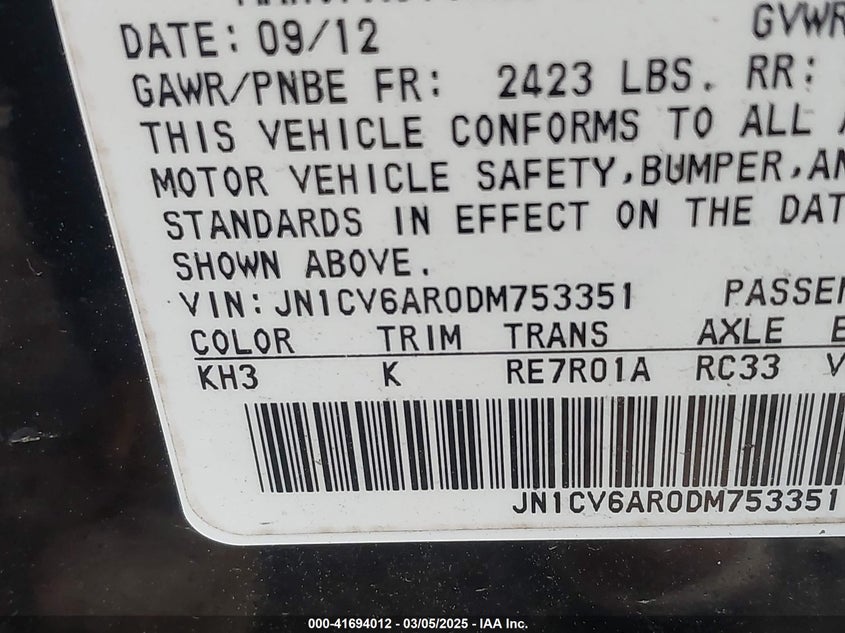 DATE: 09/12 GVWR
GAWR/PNBE FR: 2423 LBS. RR:
THIS VEHICLE CONFORMS TO ALL A
MOTOR VEHICLE SAFETY,BUMPER,AN
STANDARDS IN EFFECT ON THE DAT
SHOWN ABOVE.
VIN:JN1CV6AR0DM753351 PASSEN
COLOR TRIM TRANS AXLE E
KH3 K RE7R01A RC33 V
JN1CV6AR0DM753351
000-41694012 - 03/05/2025 - IAA Inc.